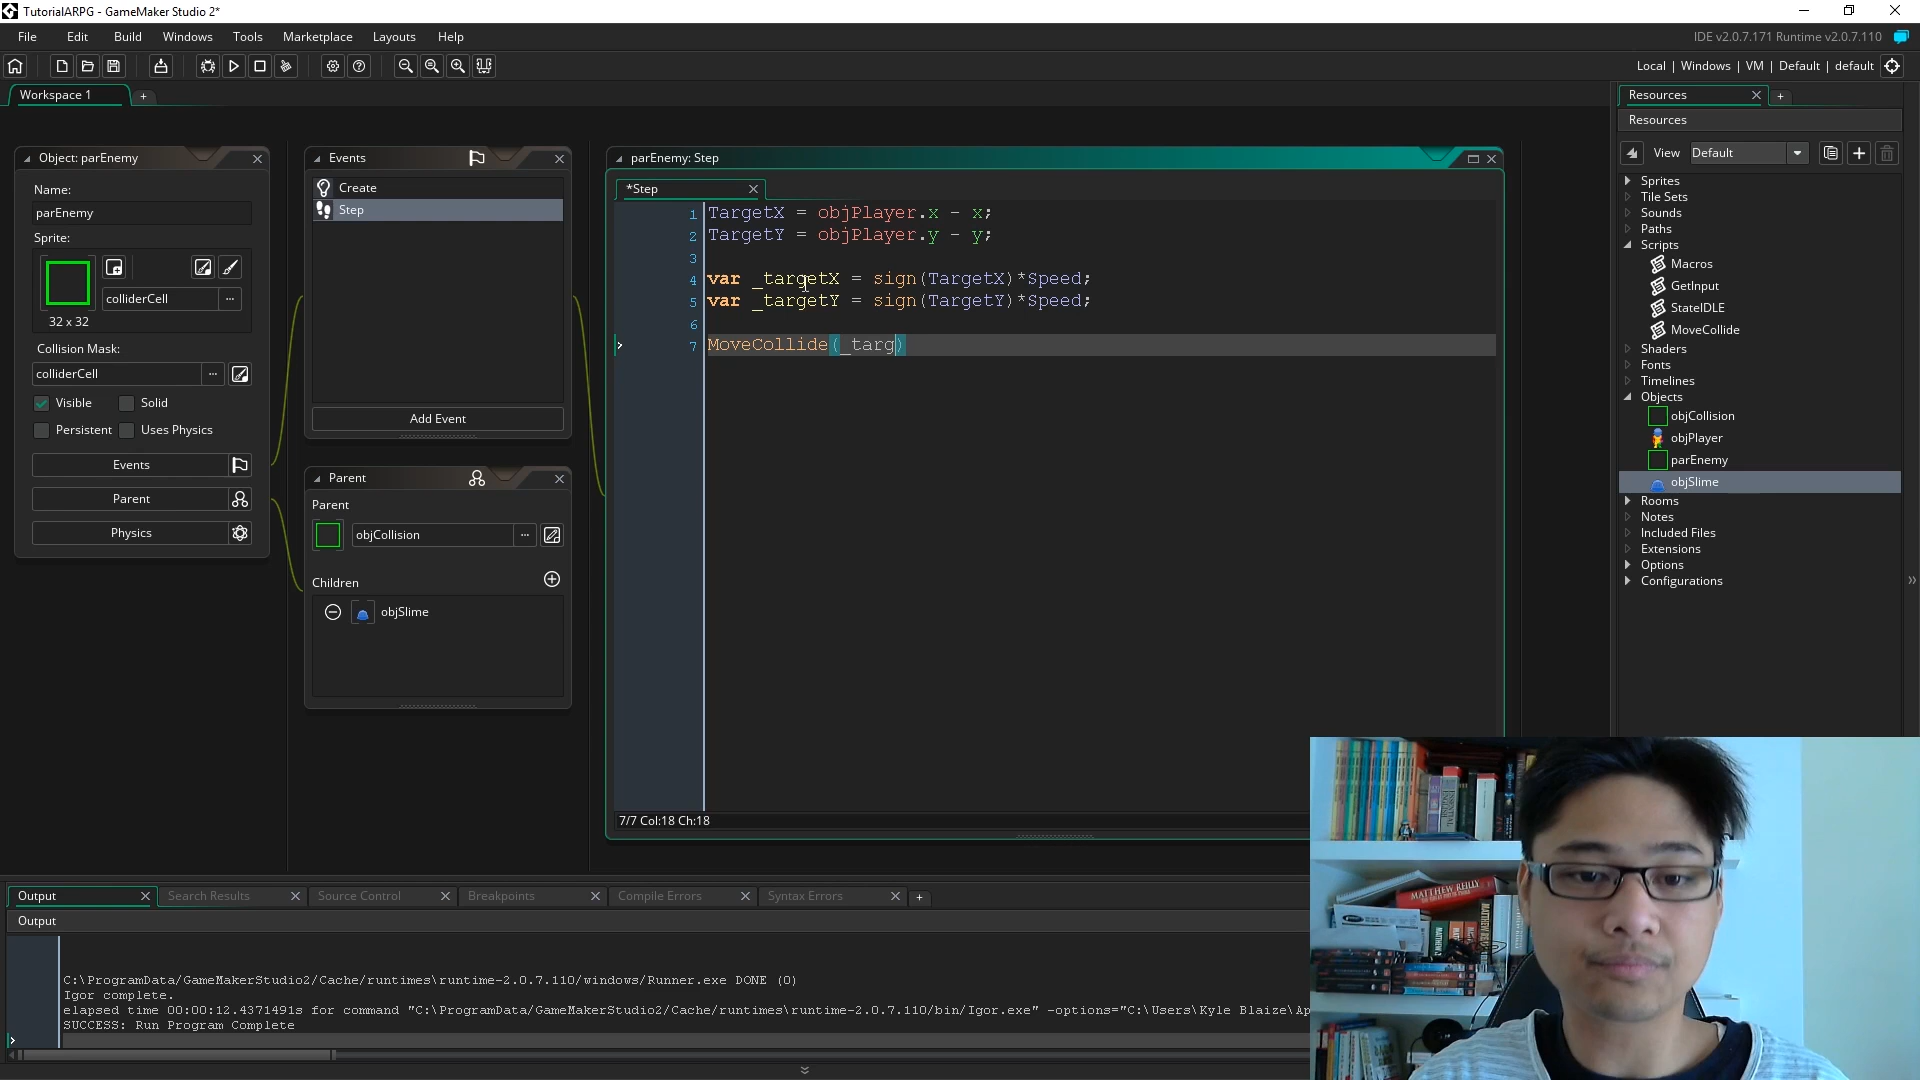 TutorialARPG - GameMaker Studio 2*
File Edit Build Windows Tools Marketplace Layouts Help
IDE v2.0.7.171 Runtime v2.0.7.110
Local | Windows | VM | Default | default
Workspace 1
Object: parEnemy
Name:
parEnemy
Sprite:
colliderCell
32 x 32
Collision Mask:
colliderCell
Visible Solid
Persistent Uses Physics
Events
Parent
Physics
Events
Create
Step
Add Event
Parent
Parent
objCollision
Children
objSlime
parEnemy: Step
*Step
1 TargetX = objPlayer.x - x;
2 TargetY = objPlayer.y - y;
3
4 var _targetX = sign(TargetX)*Speed;
5 var _targetY = sign(TargetY)*Speed;
6
7 MoveCollide(_targ)
7/7 Col:18 Ch:18
Resources
Resources
View Default
Sprites
Tile Sets
Sounds
Paths
Scripts
Macros
GetInput
StateIDLE
MoveCollide
Shaders
Fonts
Timelines
Objects
objCollision
objPlayer
parEnemy
objSlime
Rooms
Notes
Included Files
Extensions
Options
Configurations
Output Search Results Source Control Breakpoints Compile Errors Syntax Errors
Output
C:\ProgramData/GameMakerStudio2/Cache/runtimes\runtime-2.0.7.110/windows/Runner.exe DONE (0)
Igor complete.
elapsed time 00:00:12.4371491s for command "C:\ProgramData/GameMakerStudio2/Cache/runtimes\runtime-2.0.7.110/bin/Igor.exe" -options="C:\Users\Kyle Blaize\Ap
SUCCESS: Run Program Complete
MATTHEW REILLY